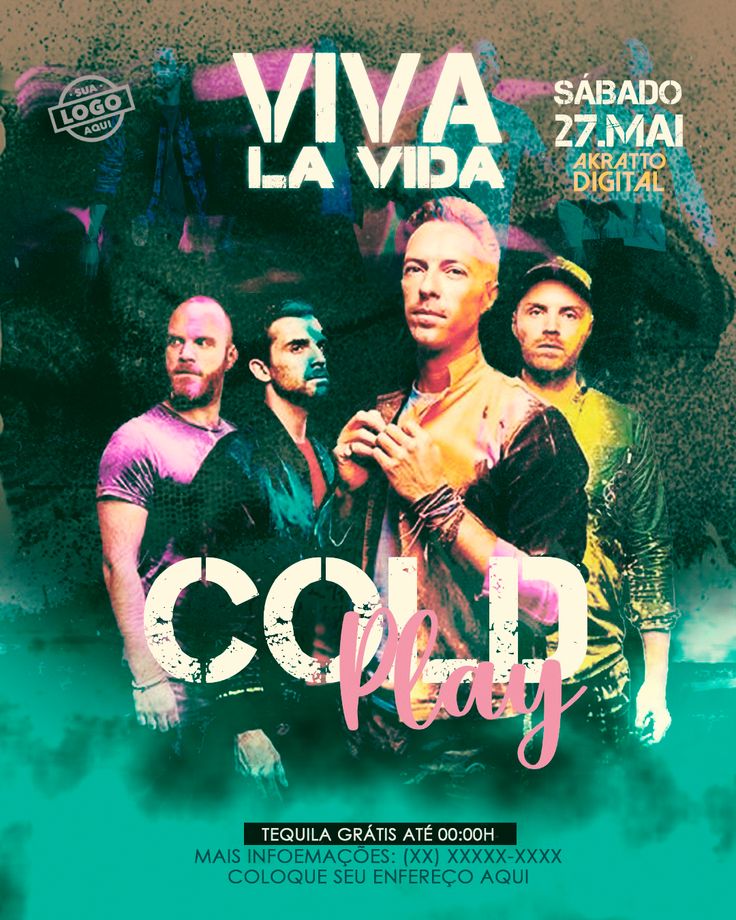 · SUA ·
LOGO
AQUI
VIVA
LA VIDA
SÁBADO
27.MAI
AKRATTO
DIGITAL
COLD
Play
TEQUILA GRÁTIS ATÉ 00:00H
MAIS INFOEMAÇÕES: (XX) XXXXX-XXXX
COLOQUE SEU ENFEREÇO AQUI